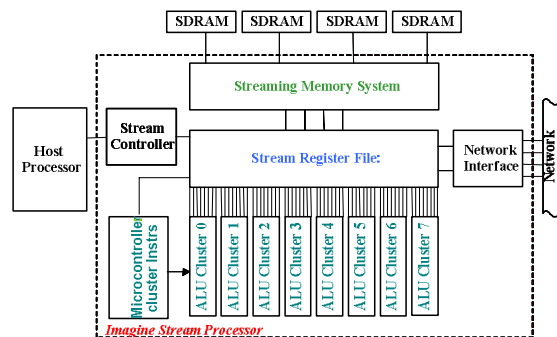 SDRAM SDRAM SDRAM SDRAM
Streaming Memory System
Host
Processor
Stream
Controller
Stream Register File:
Network
Interface
Network
Microcontroller
cluster Instrs
ALU Cluster 0
ALU Cluster 1
ALU Cluster 2
ALU Cluster 3
ALU Cluster 4
ALU Cluster 5
ALU Cluster 6
ALU Cluster 7
Imagine Stream Processor